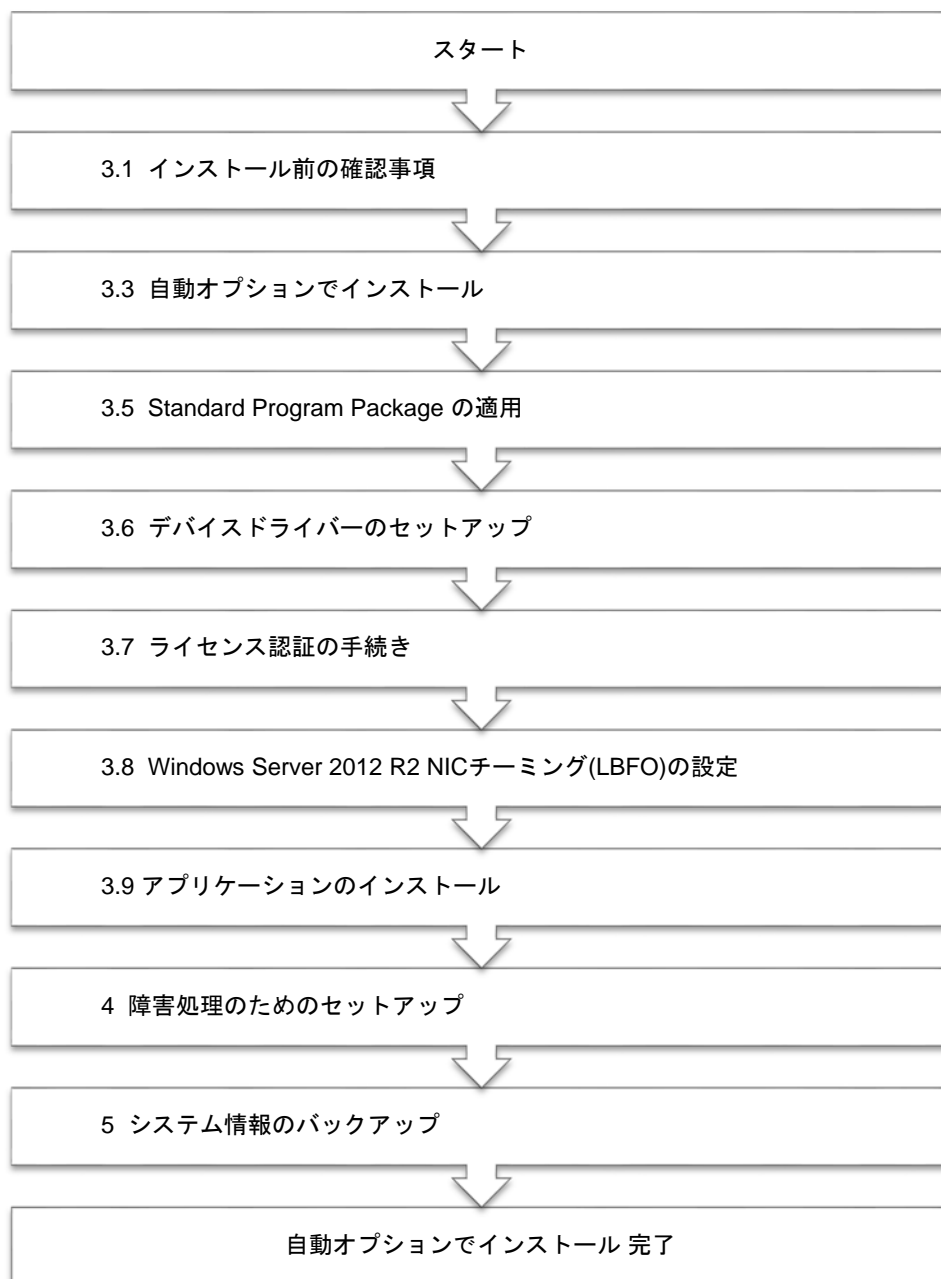 スタート
3.1 インストール前の確認事項
3.3 自動オプションでインストール
3.5 Standard Program Package の適用
3.6 デバイスドライバーのセットアップ
3.7 ライセンス認証の手続き
3.8 Windows Server 2012 R2 NICチーミング(LBFO)の設定
3.9 アプリケーションのインストール
4 障害処理のためのセットアップ
5 システム情報のバックアップ
自動オプションでインストール 完了